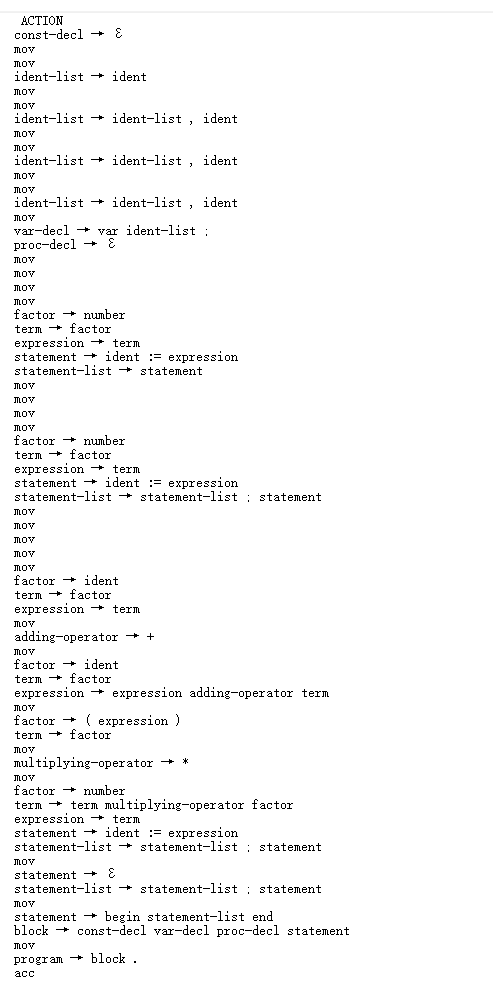 ACTION
const-decl → ε
mov
mov
ident-list → ident
mov
mov
ident-list → ident-list , ident
mov
mov
ident-list → ident-list , ident
mov
mov
ident-list → ident-list , ident
mov
var-decl → var ident-list ;
proc-decl → ε
mov
mov
mov
mov
factor → number
term → factor
expression → term
statement → ident := expression
statement-list → statement
mov
mov
mov
mov
factor → number
term → factor
expression → term
statement → ident := expression
statement-list → statement-list ; statement
mov
mov
mov
mov
mov
factor → ident
term → factor
expression → term
mov
adding-operator → +
mov
factor → ident
term → factor
expression → expression adding-operator term
mov
factor → ( expression )
term → factor
mov
multiplying-operator → *
mov
factor → number
term → term multiplying-operator factor
expression → term
statement → ident := expression
statement-list → statement-list ; statement
mov
statement → ε
statement-list → statement-list ; statement
mov
statement → begin statement-list end
block → const-decl var-decl proc-decl statement
mov
program → block .
acc